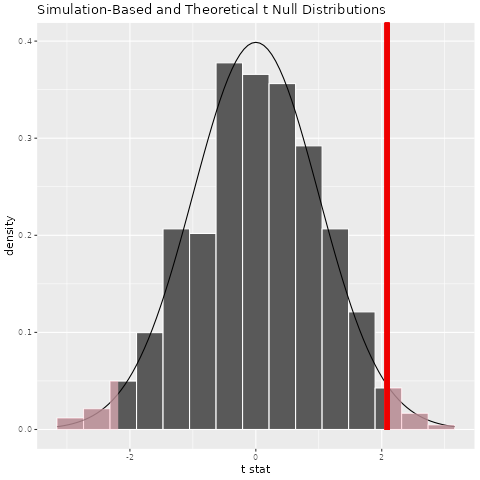 Simulation-Based and Theoretical t Null Distributions
density
0.4
0.3
0.2
0.1
0.0
-2
0
2
t stat